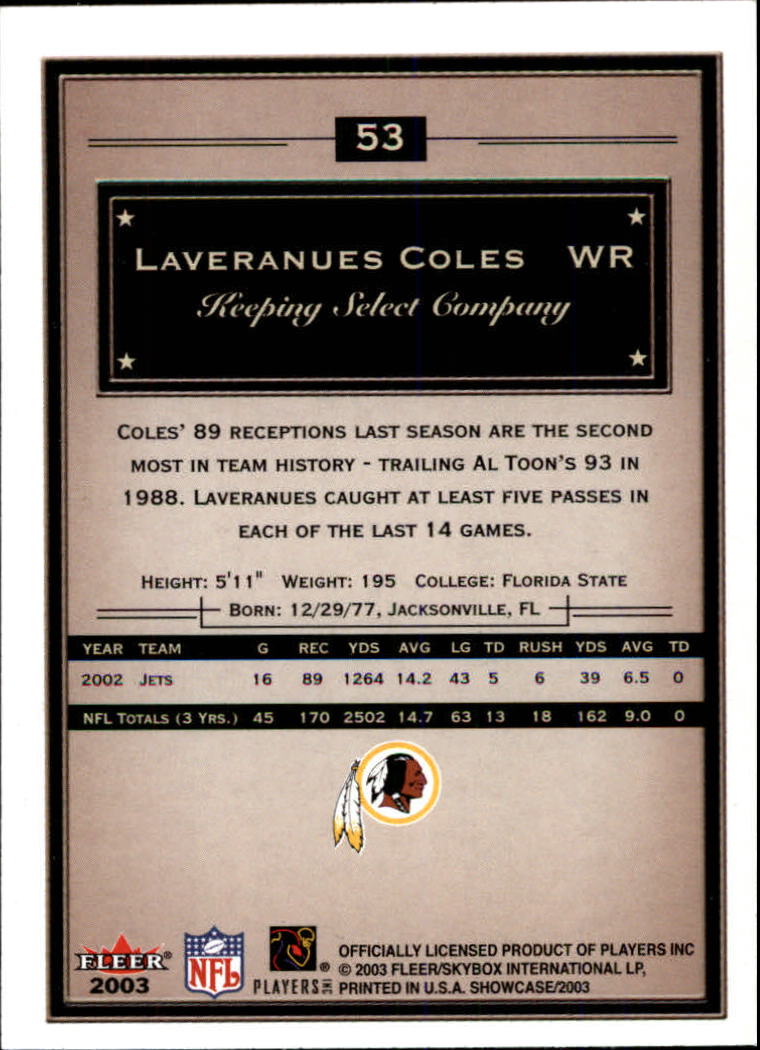 53
LAVERANUES COLES WR
Keeping Select Company
COLES' 89 RECEPTIONS LAST SEASON ARE THE SECOND
MOST IN TEAM HISTORY - TRAILING AL TOON'S 93 IN
1988. LAVERANUES CAUGHT AT LEAST FIVE PASSES IN
EACH OF THE LAST 14 GAMES.
HEIGHT: 5'11" WEIGHT: 195 COLLEGE: FLORIDA STATE
BORN: 12/29/77, JACKSONVILLE, FL
YEAR TEAM G REC YDS AVG LG TD RUSH YDS AVG TD
2002 JETS 16 89 1264 14.2 43 5 6 39 6.5 0
NFL TOTALS (3 YRS.) 45 170 2502 14.7 63 13 18 162 9.0 0
FLEER®
2003
NFL
PLAYERS INC ®
OFFICIALLY LICENSED PRODUCT OF PLAYERS INC
© 2003 FLEER/SKYBOX INTERNATIONAL LP,
PRINTED IN U.S.A. SHOWCASE/2003